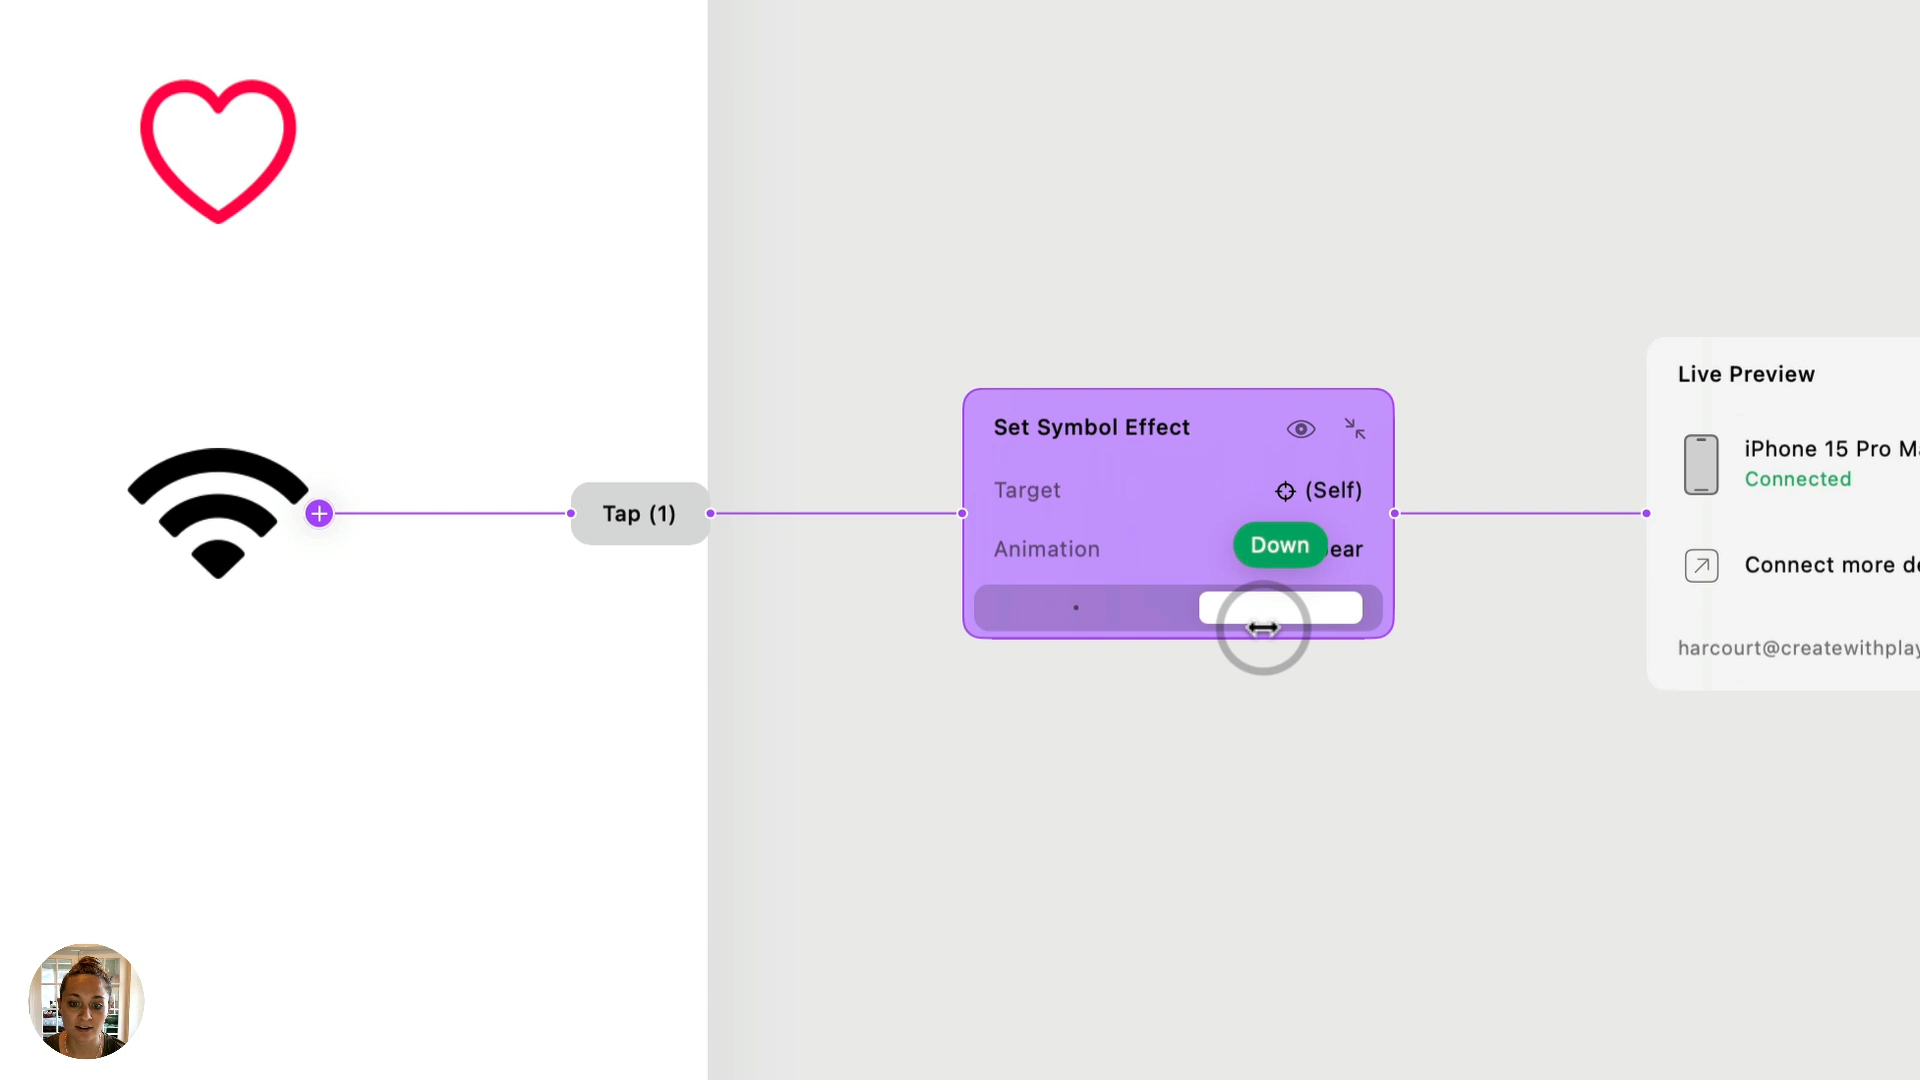 Live Preview
Set Symbol Effect
iPhone 15 Pro
Connected
Target
(Self)
Tap (1)
Animation
Down
ear
Connect more
harcourt@createwithplay